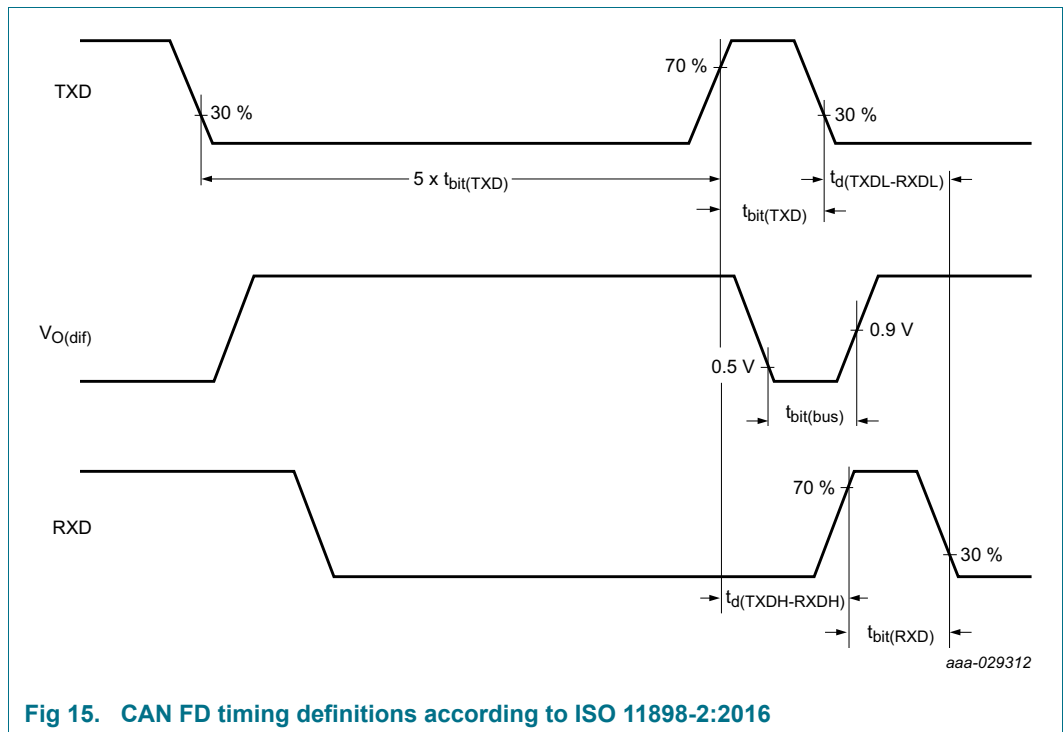 TXD
30 %
70 %
30 %
5 x tbit(TXD)
td(TXDL-RXDL)
tbit(TXD)
VO(dif)
0.5 V
0.9 V
tbit(bus)
RXD
70 %
30 %
td(TXDH-RXDH)
tbit(RXD)
aaa-029312
Fig 15. CAN FD timing definitions according to ISO 11898-2:2016